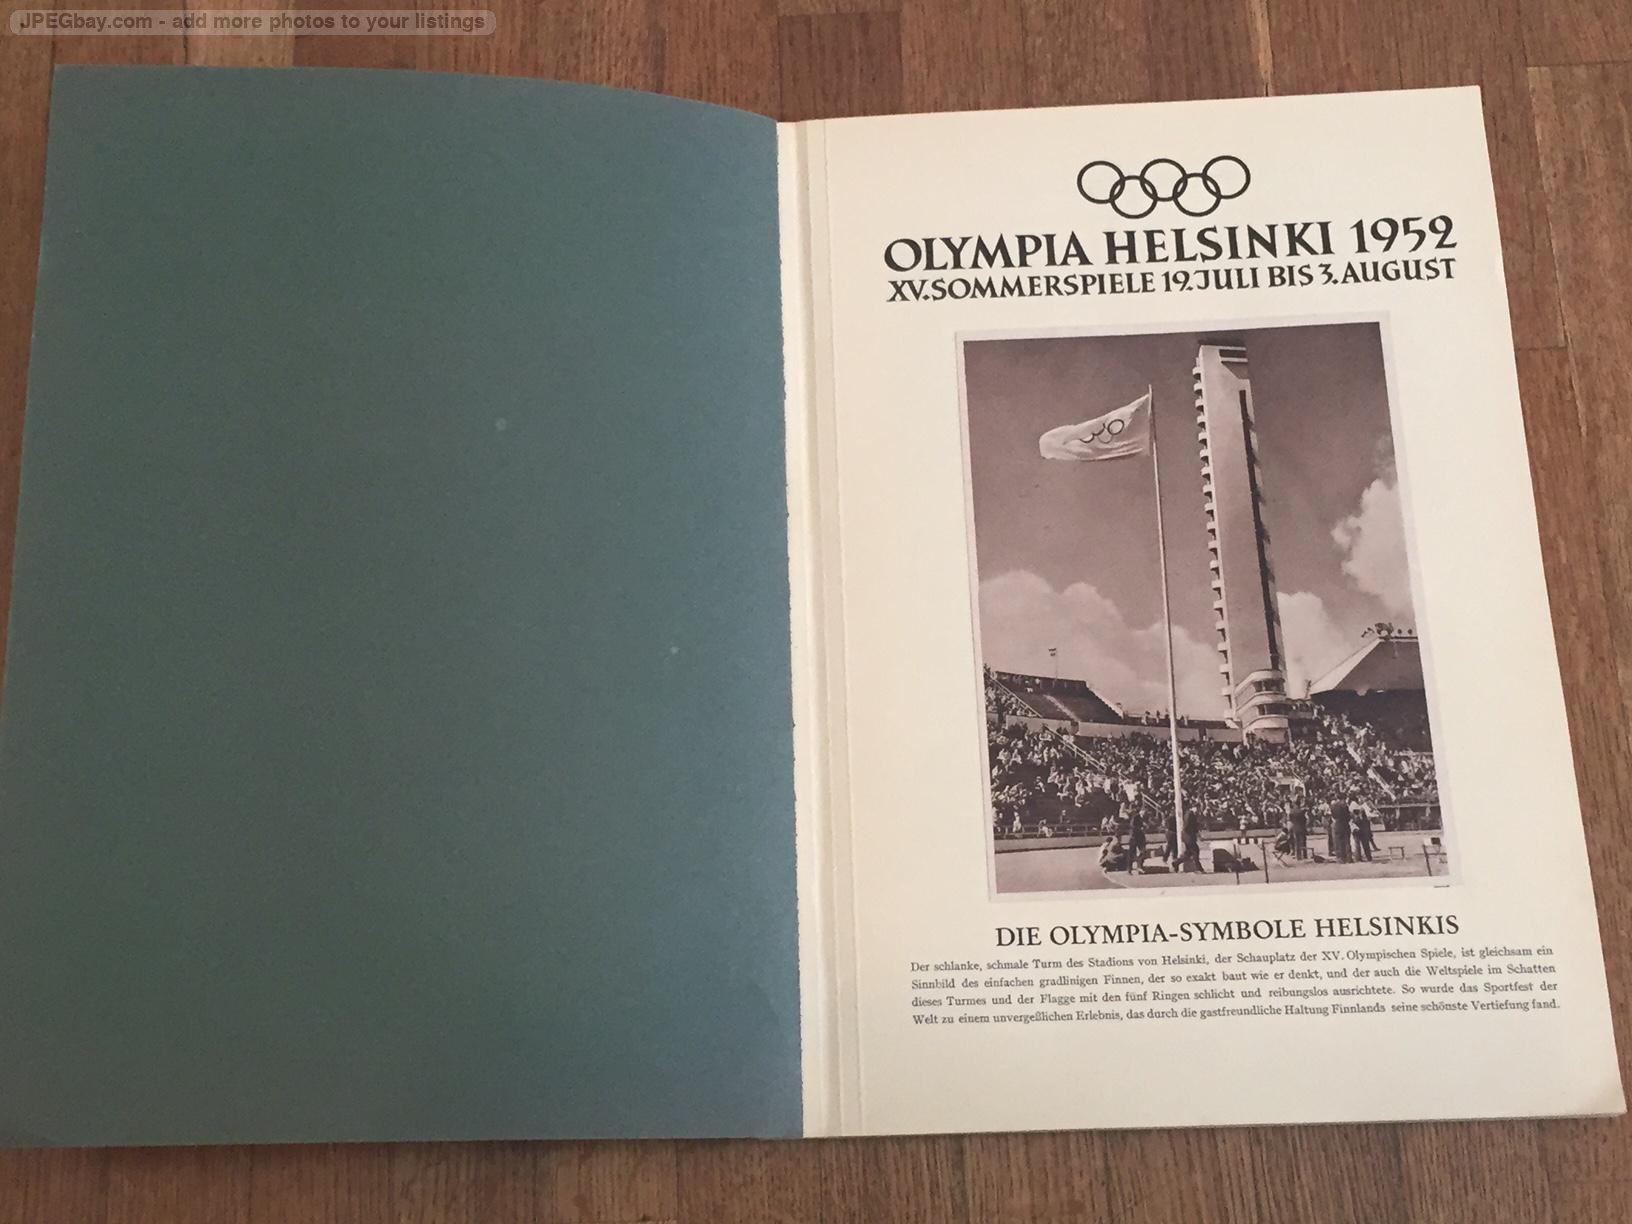 JPEGbay.com - add more photos to your listings
OLYMPIA HELSINKI 1952
XV. SOMMERSPIELE 19. JULI BIS 3. AUGUST
DIE OLYMPIA-SYMBOLE HELSINKIS
Der schlanke, schmale Turm des Stadions von Helsinki, der Schauplatz der XV. Olympischen Spiele, ist gleichsam ein
Sinnbild des einfachen gradlinigen Finnen, der so exakt baut wie er denkt, und der auch die Weltspiele im Schatten
dieses Turmes und der Flagge mit den fünf Ringen schlicht und reibungslos ausrichtete. So wurde das Sportfest der
Welt zu einem unvergeßlichen Erlebnis, das durch die gastfreundliche Haltung Finnlands seine schönste Vertiefung fand.